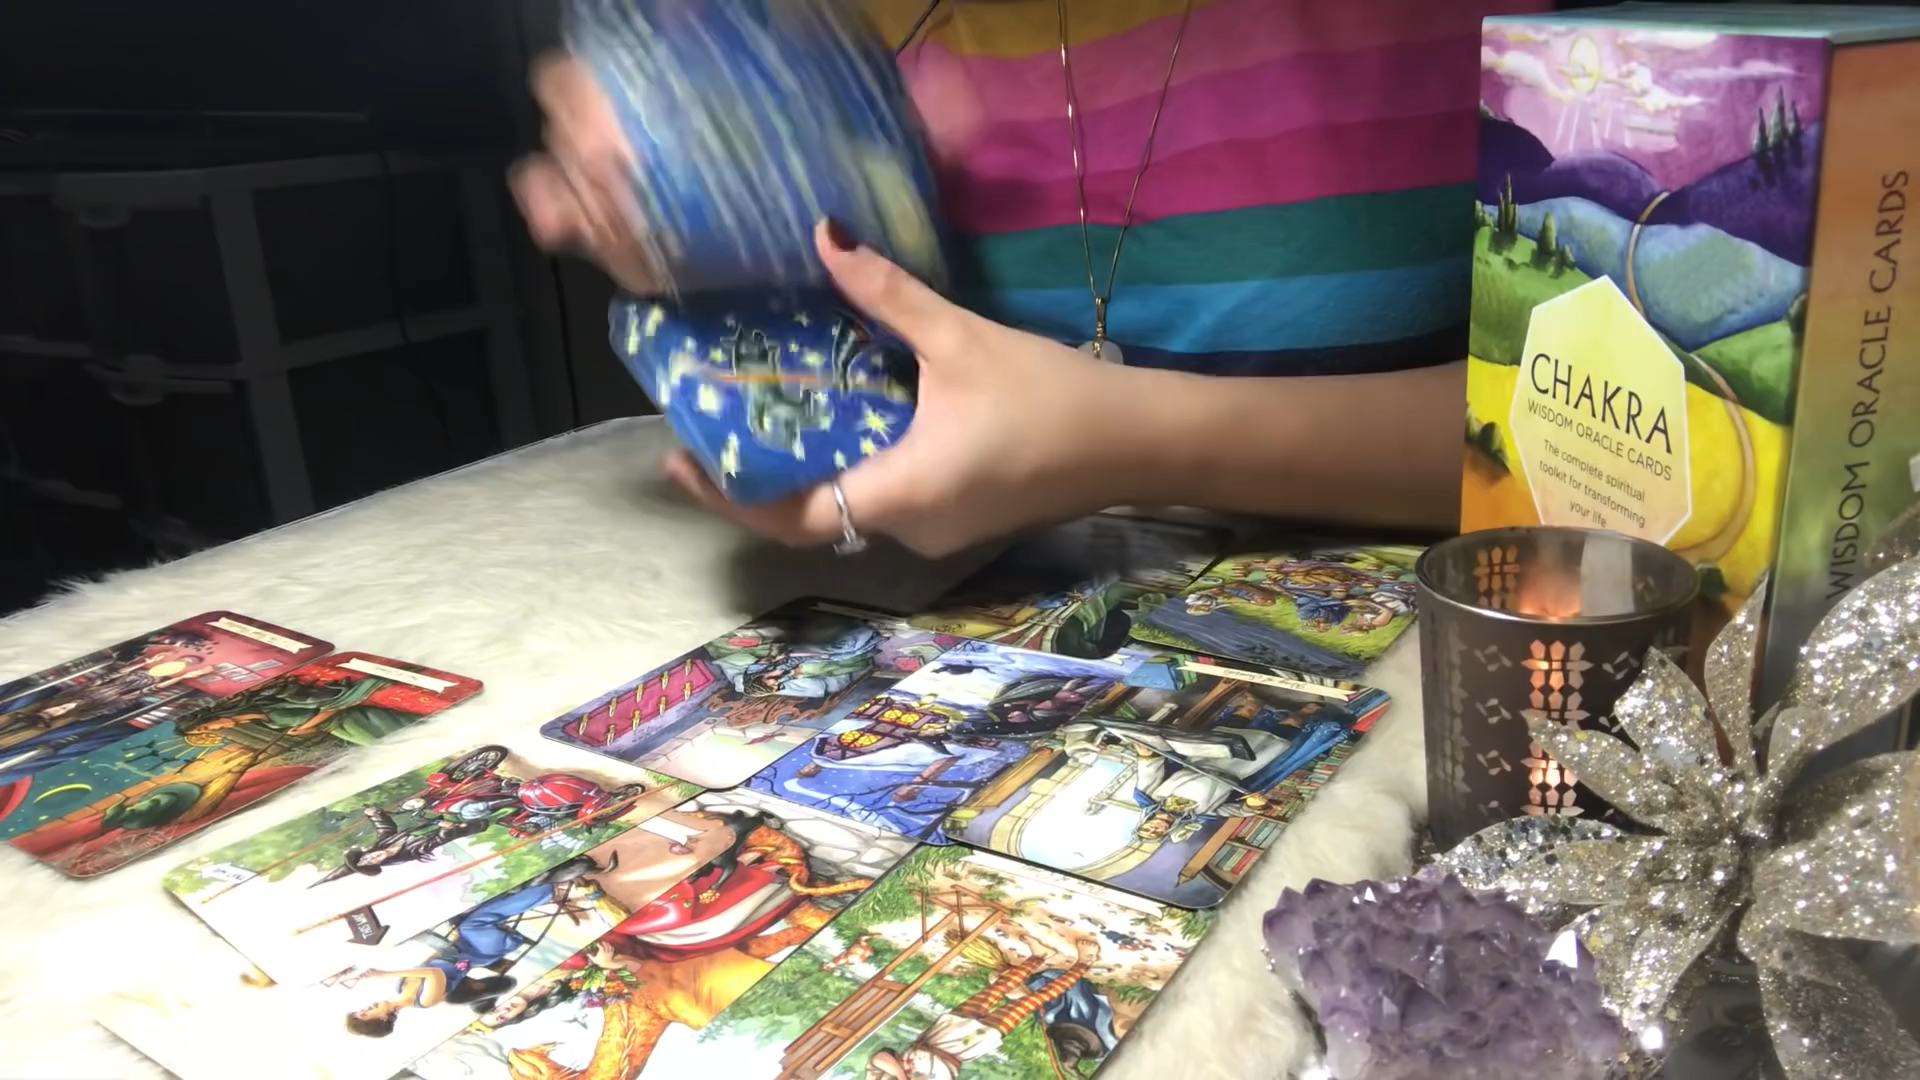 CHAKRA
WISDOM ORACLE CARDS
The complete spiritual
toolkit for transforming
your life
WISDOM ORACLE CARDS